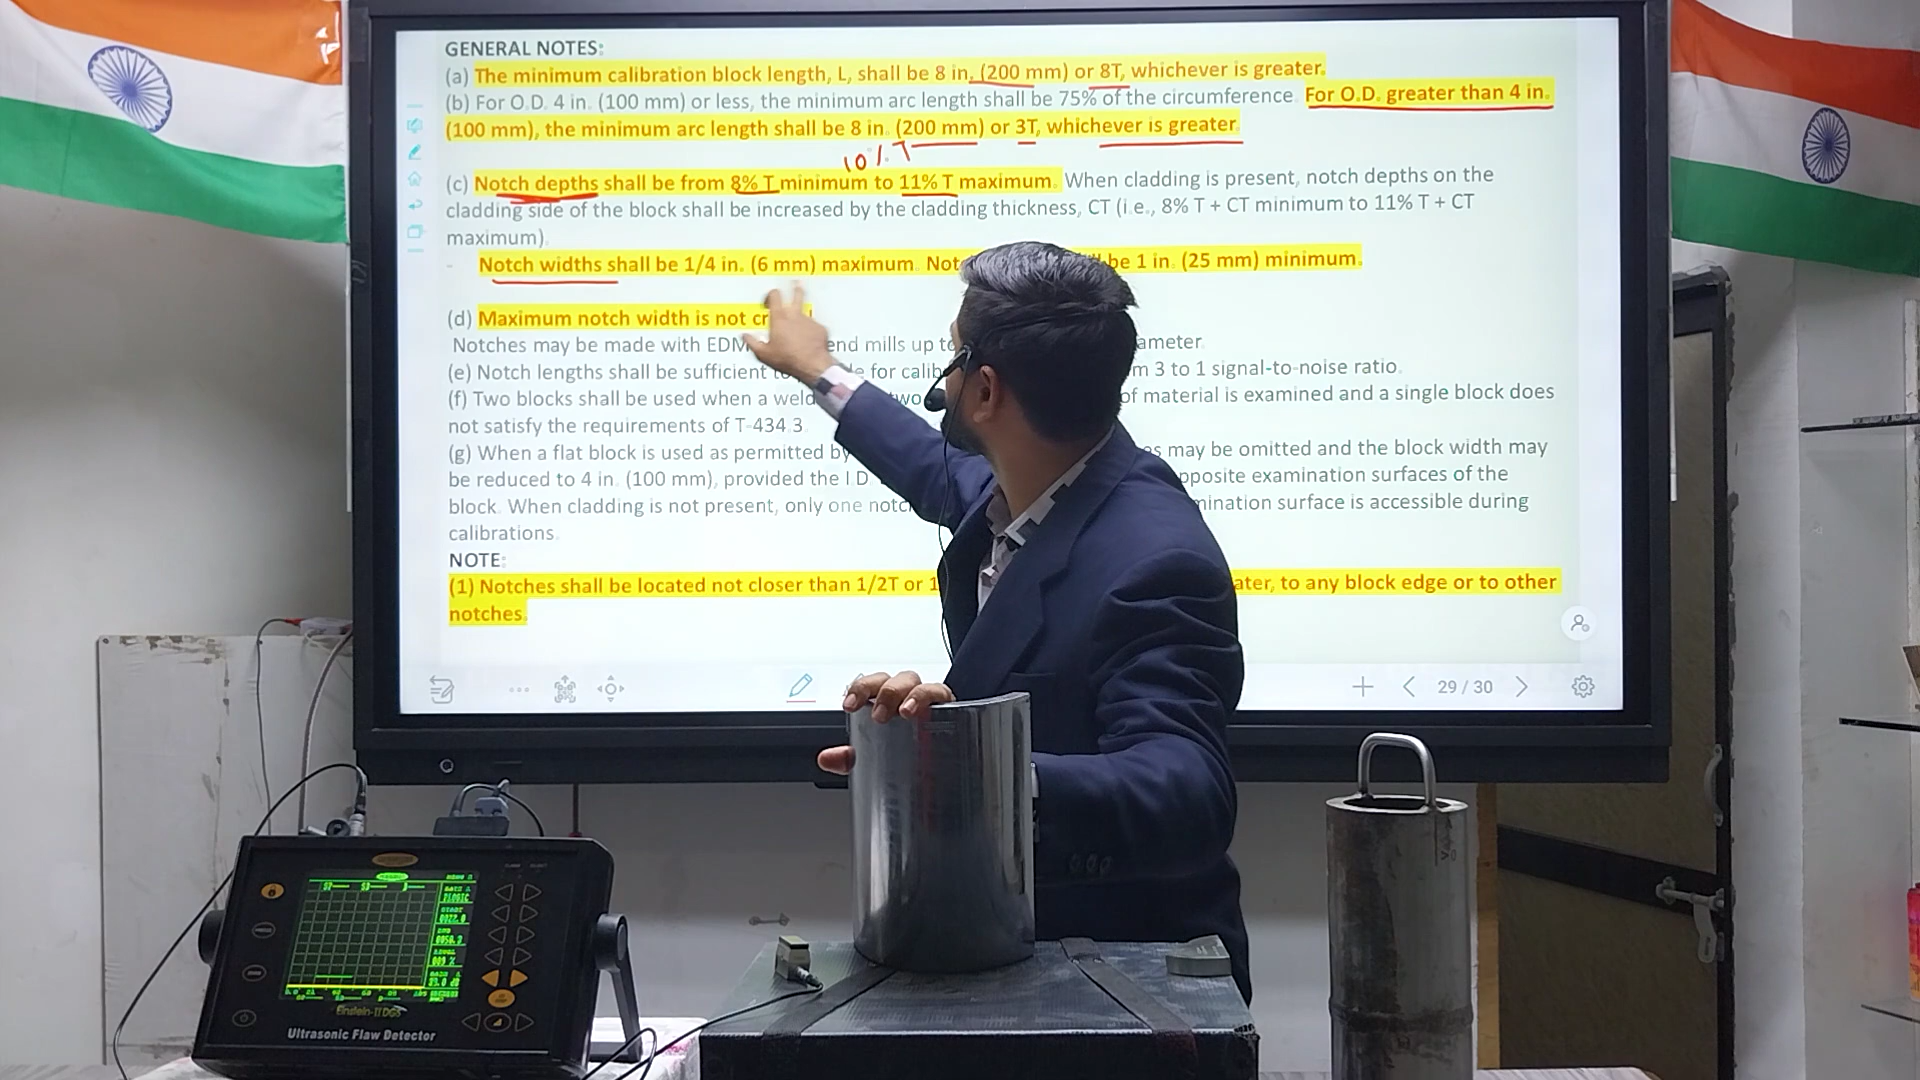 GENERAL NOTES:
(a) The minimum calibration block length, L, shall be 8 in. (200 mm) or 8T, whichever is greater.
(b) For O.D. 4 in. (100 mm) or less, the minimum arc length shall be 75% of the circumference. For O.D. greater than 4 in.
(100 mm), the minimum arc length shall be 8 in. (200 mm) or 3T, whichever is greater.
10%T
(c) Notch depths shall be from 8% T minimum to 11% T maximum. When cladding is present, notch depths on the
cladding side of the block shall be increased by the cladding thickness, CT (i.e., 8% T + CT minimum to 11% T + CT
maximum).
- Notch widths shall be 1/4 in. (6 mm) maximum. be 1 in. (25 mm) minimum.
(d) Maximum notch width is not
Notches may be made with EDM end mills up to
(e) Notch lengths shall be sufficient for 3 to 1 signal-to-noise ratio.
(f) Two blocks shall be used when a weld two of material is examined and a single block does
not satisfy the requirements of T-434.3.
(g) When a flat block is used as permitted by may be omitted and the block width may
be reduced to 4 in. (100 mm), provided the I.D. opposite examination surfaces of the
block. When cladding is not present, only one surface is accessible during
calibrations.
NOTE:
(1) Notches shall be located not closer than 1/2T or to any block edge or to other
notches.
29 / 30
Einstein-II DGS
Ultrasonic Flaw Detector